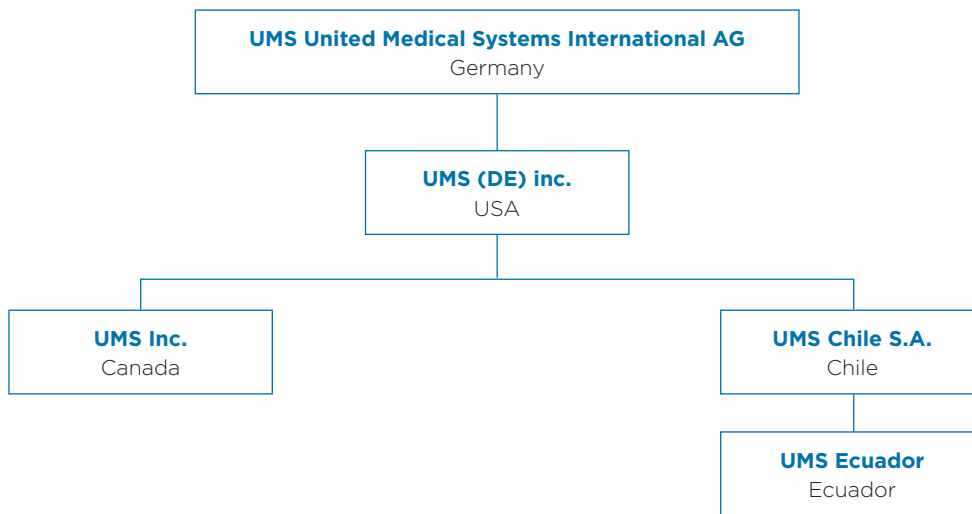 UMS United Medical Systems International AG
Germany
UMS (DE) inc.
USA
UMS Inc.
Canada
UMS Chile S.A.
Chile
UMS Ecuador
Ecuador